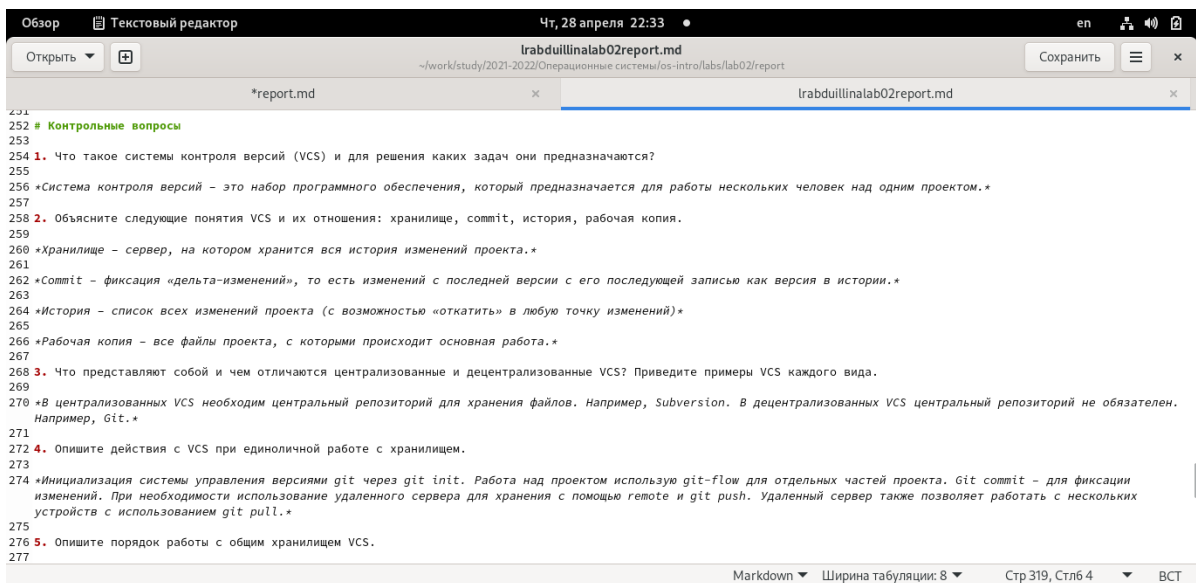 Обзор Текстовый редактор Чт, 28 апреля 22:33 en
Открыть lrabduillinalab02report.md Сохранить
~/work/study/2021-2022/Операционные системы/os-intro/labs/lab02/report
*report.md × lrabduillinalab02report.md ×
251
252 # Контрольные вопросы
253
254 1. Что такое системы контроля версий (VCS) и для решения каких задач они предназначаются?
255
256 *Система контроля версий – это набор программного обеспечения, который предназначается для работы нескольких человек над одним проектом.*
257
258 2. Объясните следующие понятия VCS и их отношения: хранилище, commit, история, рабочая копия.
259
260 *Хранилище – сервер, на котором хранится вся история изменений проекта.*
261
262 *Commit – фиксация «дельта-изменений», то есть изменений с последней версии с его последующей записью как версия в истории.*
263
264 *История – список всех изменений проекта (с возможностью «откатить» в любую точку изменений)*
265
266 *Рабочая копия – все файлы проекта, с которыми происходит основная работа.*
267
268 3. Что представляют собой и чем отличаются централизованные и децентрализованные VCS? Приведите примеры VCS каждого вида.
269
270 *В централизованных VCS необходим центральный репозиторий для хранения файлов. Например, Subversion. В децентрализованных VCS центральный репозиторий не обязателен.
Например, Git.*
271
272 4. Опишите действия с VCS при единоличной работе с хранилищем.
273
274 *Инициализация системы управления версиями git через git init. Работа над проектом использую git-flow для отдельных частей проекта. Git commit – для фиксации
изменений. При необходимости использование удаленного сервера для хранения с помощью remote и git push. Удаленный сервер также позволяет работать с нескольких
устройств с использованием git pull.*
275
276 5. Опишите порядок работы с общим хранилищем VCS.
277
Markdown Ширина табуляции: 8 Стр 319, Стлб 4 ВСТ